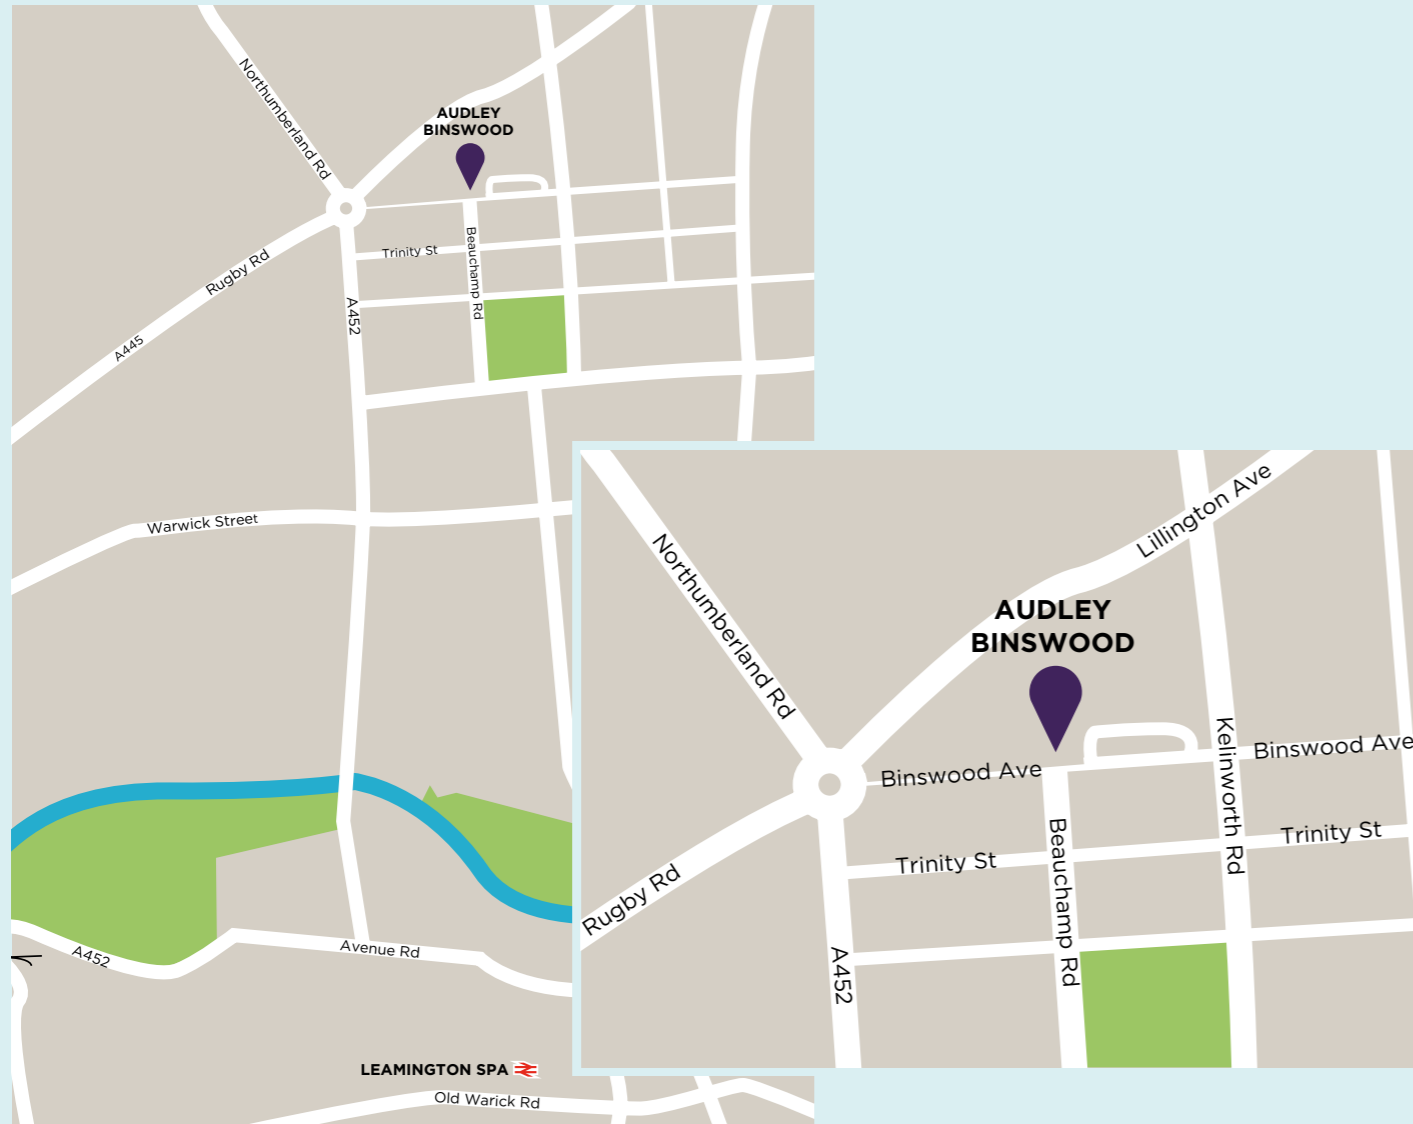 Northumberland Rd
AUDLEY
BINSWOOD
Rugby Rd
A445
Trinity St
Beauchamp Rd
A452
Warwick Street
A452
Avenue Rd
LEAMINGTON SPA
Old Warick Rd
Northumberland Rd
Lillington Ave
AUDLEY
BINSWOOD
Binswood Ave
Kelinworth Rd
Binswood Ave
Trinity St
Trinity St
Beauchamp Rd
Rugby Rd
A452